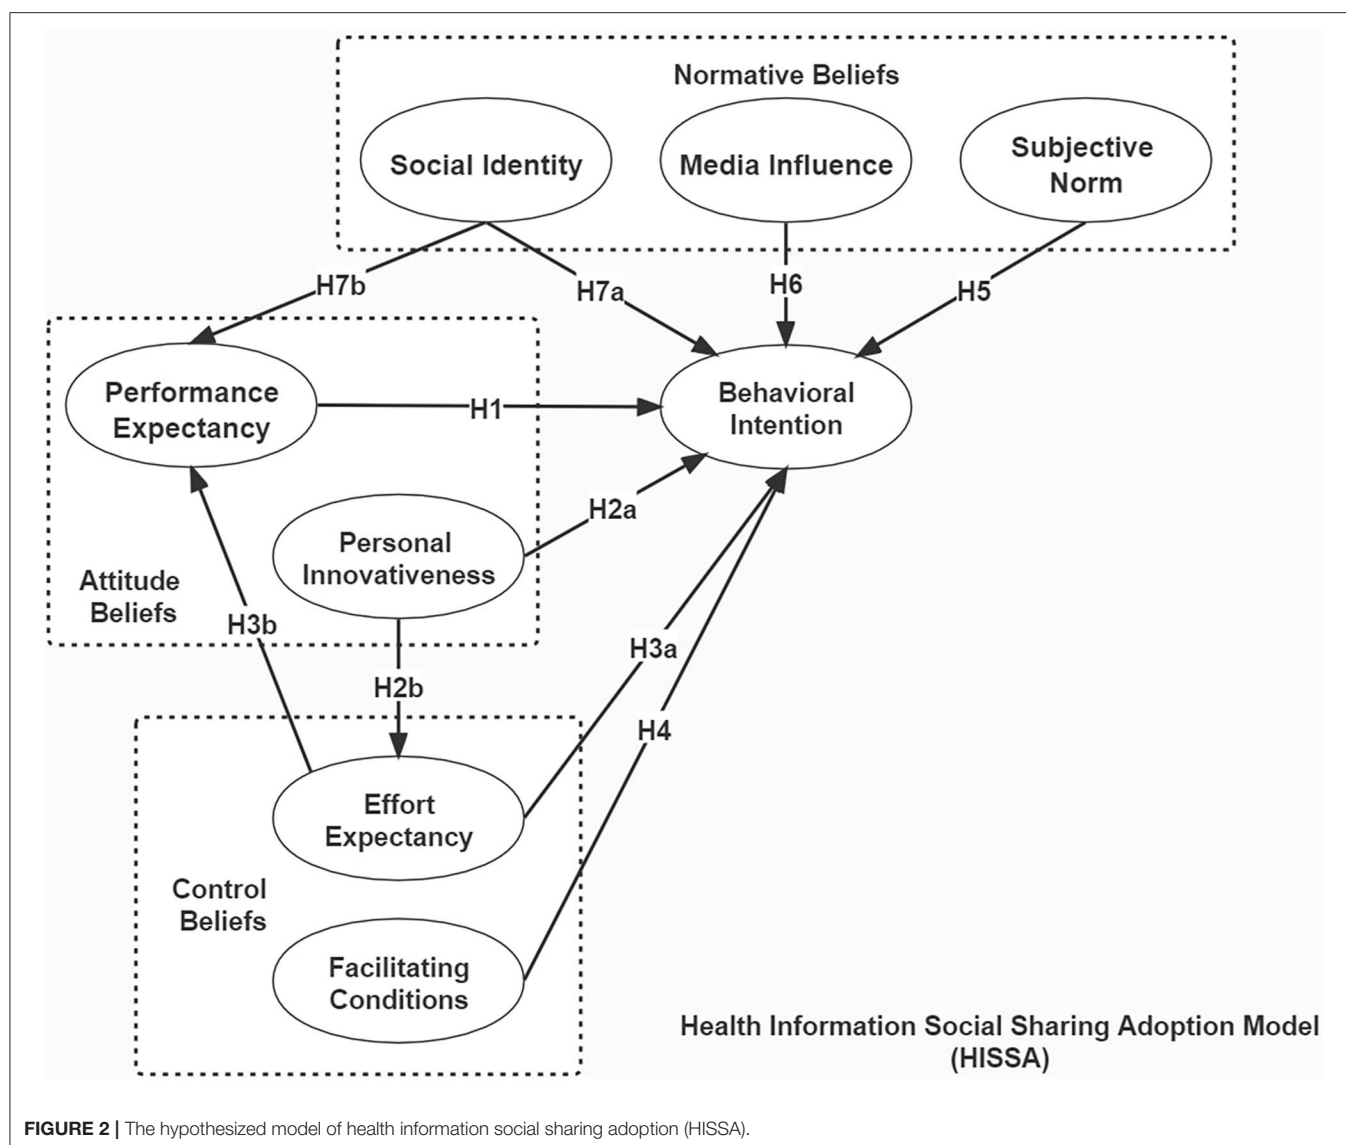 Normative Beliefs
Social Identity
Media Influence
Subjective
Norm
H7b
H7a
H6
H5
Performance
Expectancy
H1
Behavioral
Intention
H2a
Personal
Innovativeness
Attitude
Beliefs
H3b
H2b
H3a
H4
Effort
Expectancy
Control
Beliefs
Facilitating
Conditions
Health Information Social Sharing Adoption Model
(HISSA)
FIGURE 2 | The hypothesized model of health information social sharing adoption (HISSA).